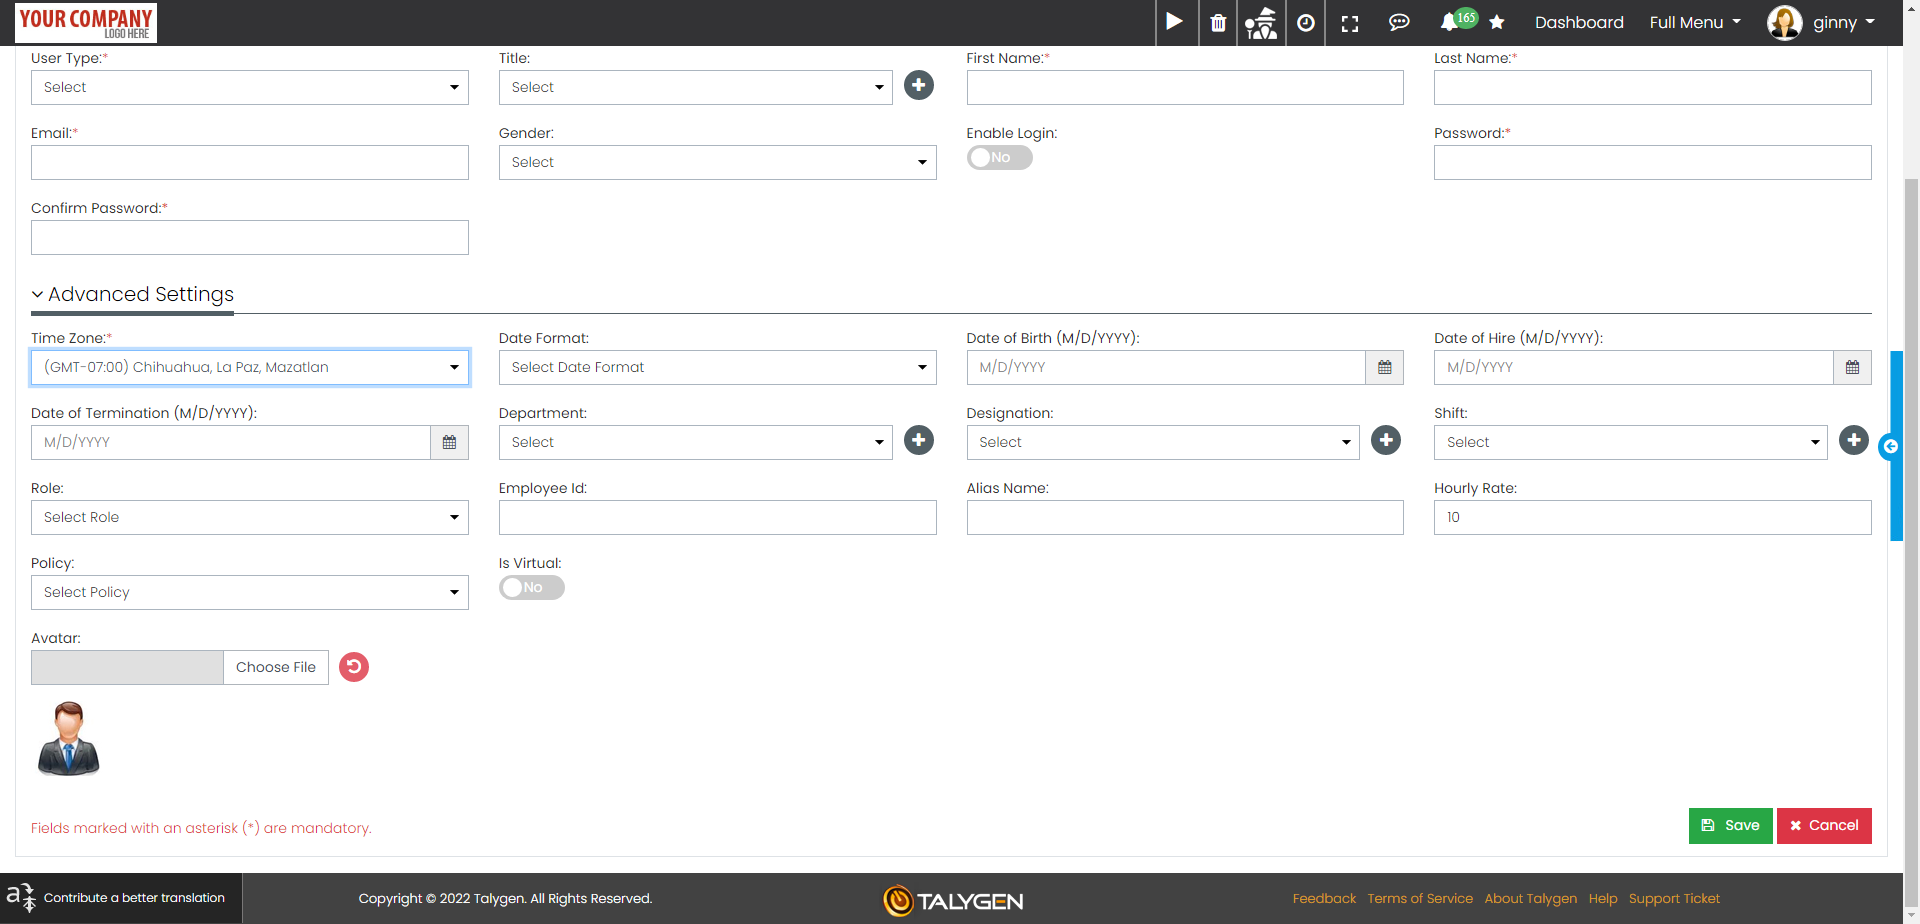 YOUR COMPANY
LOGO HERE
165
Dashboard
Full Menu
ginny
User Type:*
Title:
First Name:*
Last Name:*
Select
Select
Email:*
Gender:
Enable Login:
Password:*
Select
No
Confirm Password:*
Advanced Settings
Time Zone:*
Date Format:
Date of Birth (M/D/YYYY):
Date of Hire (M/D/YYYY):
(GMT-07:00) Chihuahua, La Paz, Mazatlan
Select Date Format
M/D/YYYY
M/D/YYYY
Date of Termination (M/D/YYYY):
Department:
Designation:
Shift:
M/D/YYYY
Select
Select
Select
Role:
Employee Id:
Alias Name:
Hourly Rate:
Select Role
10
Policy:
Is Virtual:
Select Policy
No
Avatar:
Choose File
Fields marked with an asterisk (*) are mandatory.
Save
Cancel
Contribute a better translation
Copyright © 2022 Talygen. All Rights Reserved.
TALYGEN
Feedback
Terms of Service
About Talygen
Help
Support Ticket